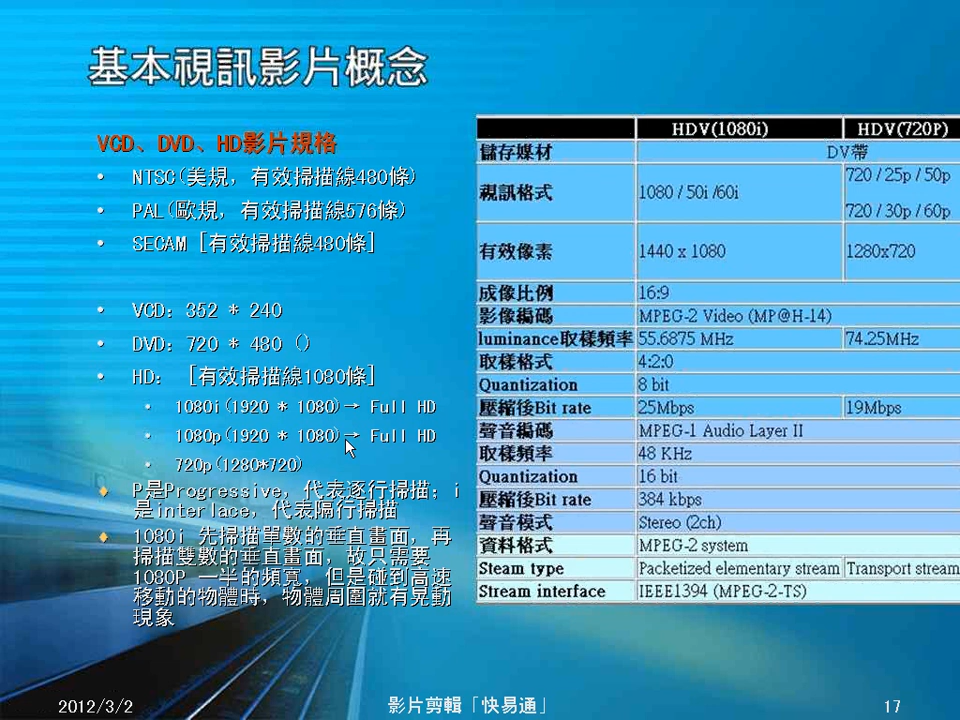 基本視訊影片概念
VCD、DVD、HD影片規格
• NTSC(美規, 有效掃描線480條)
• PAL(歐規, 有效掃描線576條)
• SECAM [有效掃描線480條]
• VCD：352 * 240
• DVD：720 * 480 ()
• HD： [有效掃描線1080條]
• 1080i(1920 * 1080)→ Full HD
• 1080p(1920 * 1080)→ Full HD
• 720p(1280*720)
P是Progressive, 代表逐行掃描；i
是interlace, 代表隔行掃描
1080i 先掃描單數的垂直畫面, 再
掃描雙數的垂直畫面, 故只需要
1080P 一半的頻寬, 但是碰到高速
移動的物體時, 物體周圍就有晃動
現象
HDV(1080i) HDV(720P)
儲存媒材 DV帶
視訊格式 1080 / 50i /60i 720 / 25p / 50p
720 / 30p / 60p
有效像素 1440 x 1080 1280x720
成像比例 16:9
影像編碼 MPEG-2 Video (MP@H-14)
luminance取樣頻率 55.6875 MHz 74.25MHz
取樣格式 4:2:0
Quantization 8 bit
壓縮後Bit rate 25Mbps 19Mbps
聲音編碼 MPEG-1 Audio Layer II
取樣頻率 48 KHz
Quantization 16 bit
壓縮後Bit rate 384 kbps
聲音模式 Stereo (2ch)
資料格式 MPEG-2 system
Steam type Packetized elementary stream Transport stream
Stream interface IEEE1394 (MPEG-2-TS)
2012/3/2 影片剪輯「快易通」 17